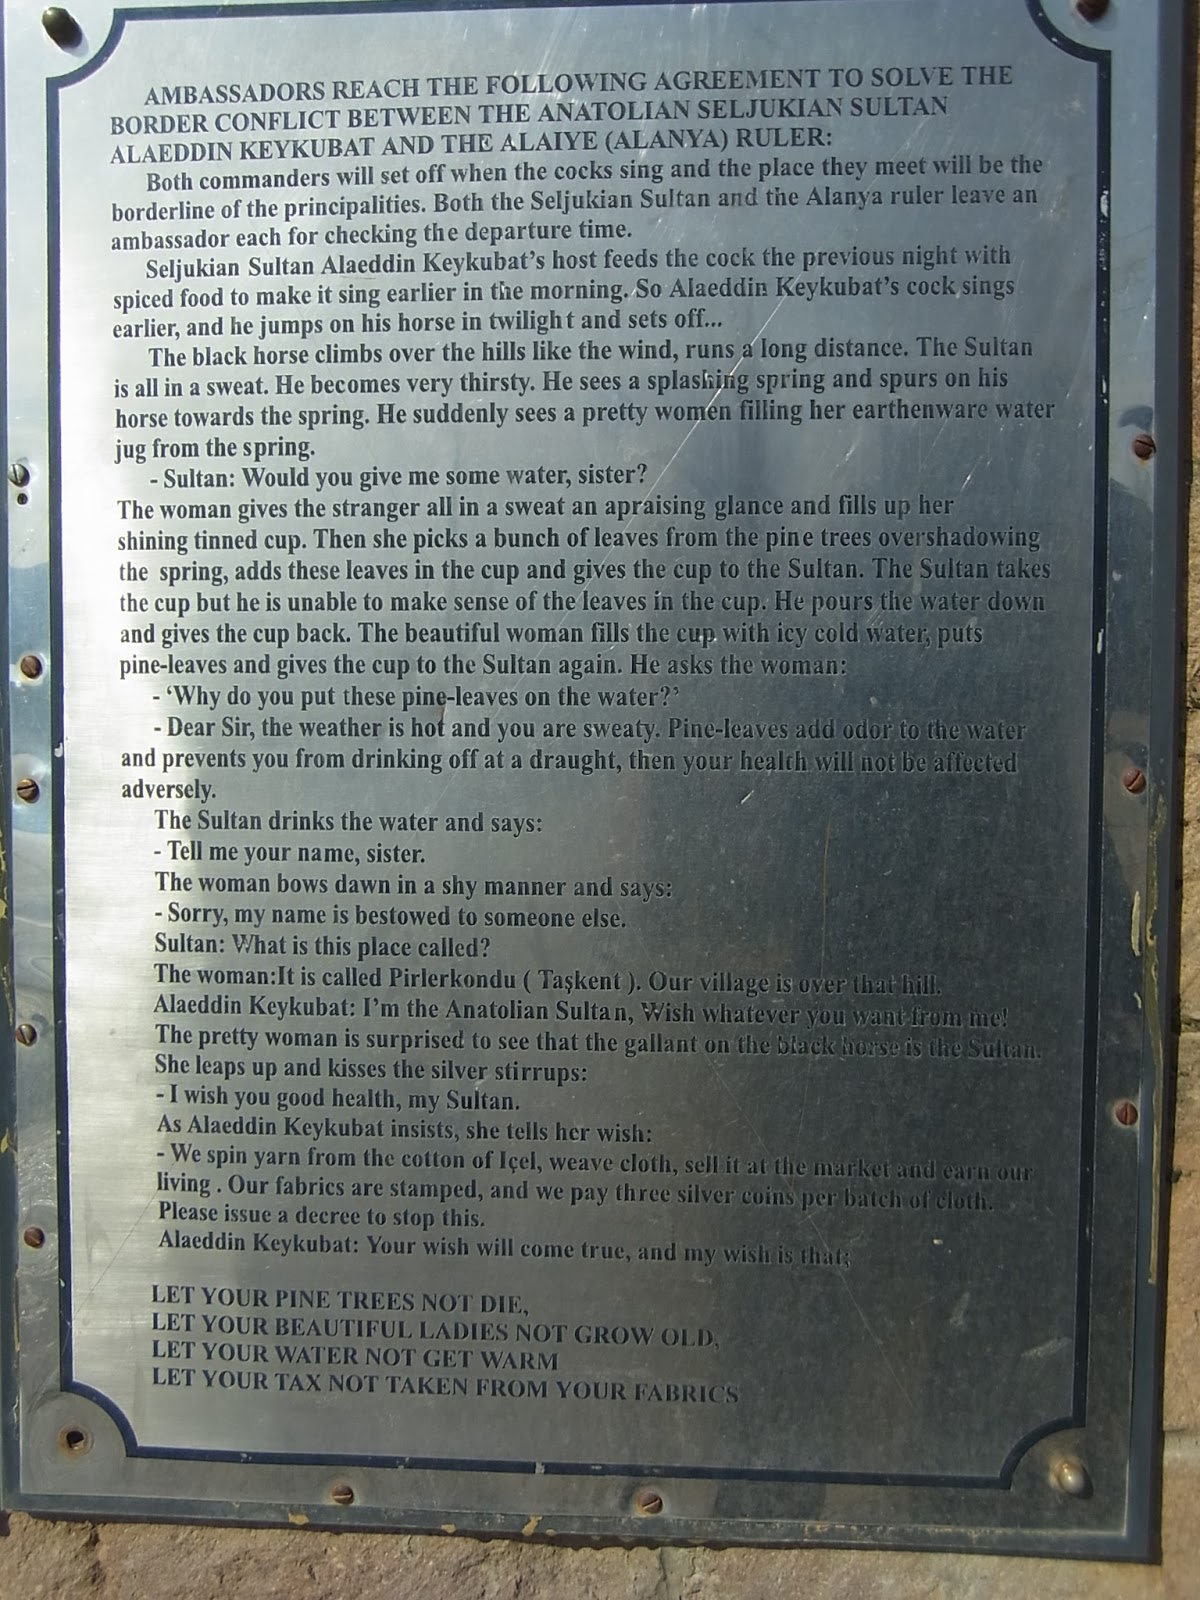 AMBASSADORS REACH THE FOLLOWING AGREEMENT TO SOLVE THE
BORDER CONFLICT BETWEEN THE ANATOLIAN SELJUKIAN SULTAN
ALAEDDIN KEYKUBAT AND THE ALAIYE (ALANYA) RULER:
Both commanders will set off when the cocks sing and the place they meet will be the
borderline of the principalities. Both the Seljukian Sultan and the Alanya ruler leave an
ambassador each for checking the departure time.
Seljukian Sultan Alaeddin Keykubat's host feeds the cock the previous night with
spiced food to make it sing earlier in the morning. So Alaeddin Keykubat's cock sings
earlier, and he jumps on his horse in twilight and sets off...
The black horse climbs over the hills like the wind, runs a long distance. The Sultan
is all in a sweat. He becomes very thirsty. He sees a splashing spring and spurs on his
horse towards the spring. He suddenly sees a pretty women filling her earthenware water
jug from the spring.
- Sultan: Would you give me some water, sister?
The woman gives the stranger all in a sweat an apraising glance and fills up her
shining tinned cup. Then she picks a bunch of leaves from the pine trees overshadowing
the spring, adds these leaves in the cup and gives the cup to the Sultan. The Sultan takes
the cup but he is unable to make sense of the leaves in the cup. He pours the water down
and gives the cup back. The beautiful woman fills the cup with icy cold water, puts
pine-leaves and gives the cup to the Sultan again. He asks the woman:
- ‘Why do you put these pine-leaves on the water?’
- Dear Sir, the weather is hot and you are sweaty. Pine-leaves add odor to the water
and prevents you from drinking off at a draught, then your health will not be affected
adversely.
The Sultan drinks the water and says:
- Tell me your name, sister.
The woman bows dawn in a shy manner and says:
- Sorry, my name is bestowed to someone else.
Sultan: What is this place called?
The woman:It is called Pirlerkondu ( Taşkent ). Our village is over that hill.
Alaeddin Keykubat: I'm the Anatolian Sultan, Wish whatever you want from me!
The pretty woman is surprised to see that the gallant on the black horse is the Sultan.
She leaps up and kisses the silver stirrups:
- I wish you good health, my Sultan.
As Alaeddin Keykubat insists, she tells her wish:
- We spin yarn from the cotton of Içel, weave cloth, sell it at the market and earn our
living . Our fabrics are stamped, and we pay three silver coins per batch of cloth.
Please issue a decree to stop this.
Alaeddin Keykubat: Your wish will come true, and my wish is that;
LET YOUR PINE TREES NOT DIE,
LET YOUR BEAUTIFUL LADIES NOT GROW OLD,
LET YOUR WATER NOT GET WARM
LET YOUR TAX NOT TAKEN FROM YOUR FABRICS